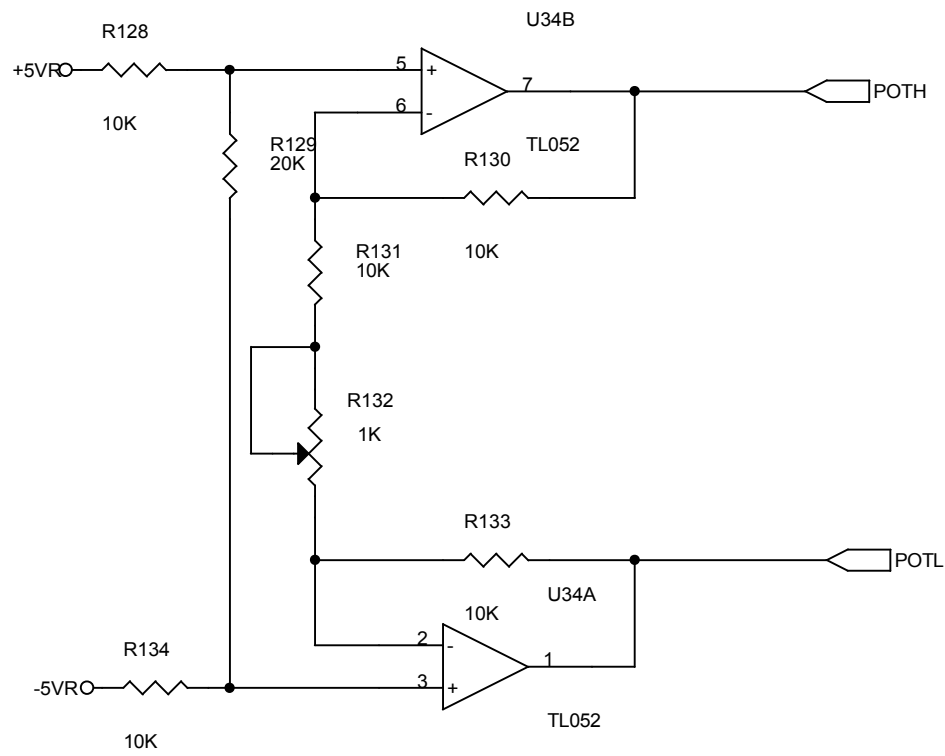 U34B
R128
+5VR
5
+
7
POTH
6
-
10K
R129
20K
TL052
R130
R131
10K
10K
R132
1K
R133
POTL
U34A
10K
2
-
1
R134
-5VR
3
+
TL052
10K